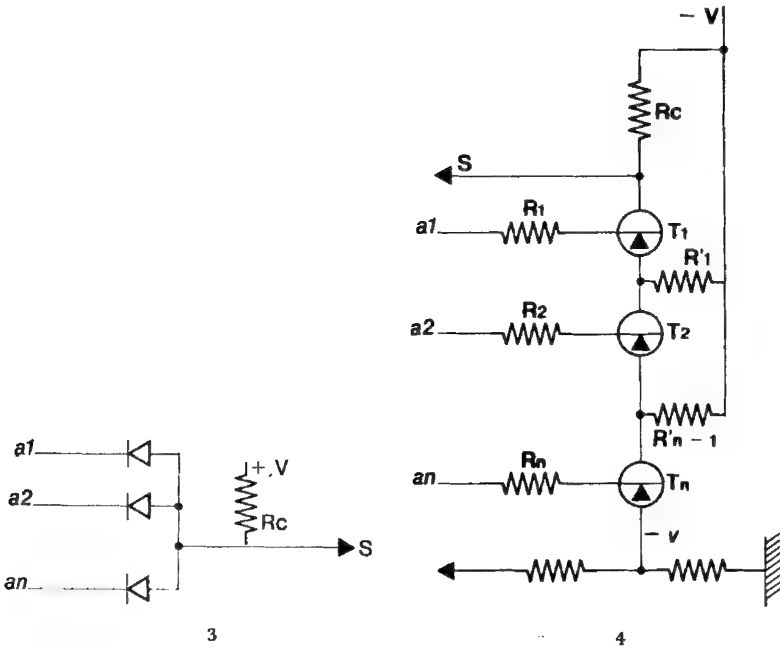 - V
Rc
S
a1
R1
T1
R'1
a2
R2
T2
R'n - 1
an
Rn
Tn
- v
a1
+.V
a2
Rc
S
an
3
4